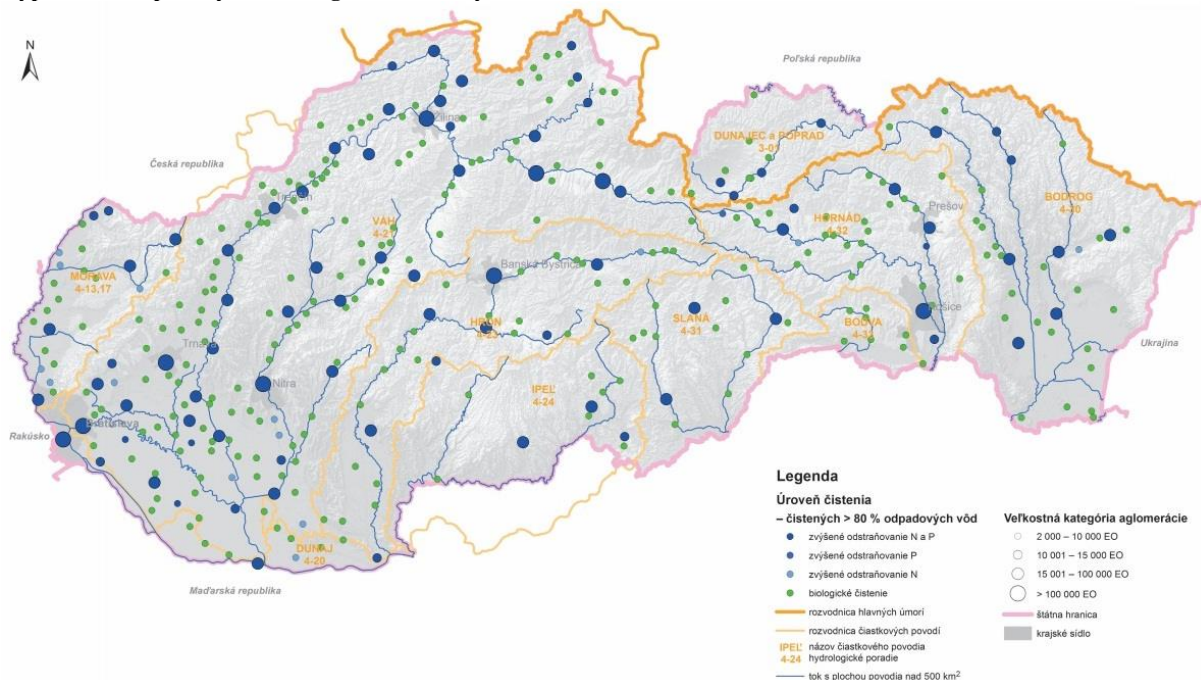 N
Poľská republika
Česká republika
Žilina
DUNAJEC a POPRAD
3-01
Trenčín
VÁH
4-21
HORNÁD
4-32
Prešov
BODROG
4-30
MORAVA
4-13,17
Banská Bystrica
HRON
4-23
SLANÁ
4-31
BODVA
4-33
Košice
Ukrajina
Trnava
Nitra
IPEĽ
4-24
Bratislava
Rakúsko
DUNAJ
4-20
Maďarská republika
Legenda
Úroveň čistenia
– čistených > 80 % odpadových vôd
zvýšené odstraňovanie N a P
zvýšené odstraňovanie P
zvýšené odstraňovanie N
biologické čistenie
rozvodnica hlavných úmorí
rozvodnica čiastkových povodí
IPEĽ názov čiastkového povodia
4-24 hydrologické poradie
tok s plochou povodia nad 500 km²
Veľkostná kategória aglomerácie
2 000 – 10 000 EO
10 001 – 15 000 EO
15 001 – 100 000 EO
> 100 000 EO
štátna hranica
krajské sídlo